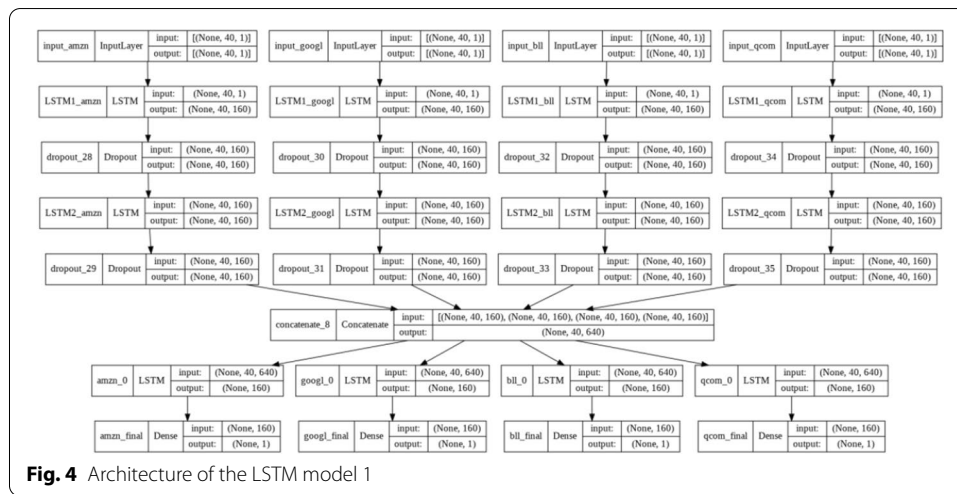 input_amzn InputLayer input: [(None, 40, 1)] output: [(None, 40, 1)]
input_googl InputLayer input: [(None, 40, 1)] output: [(None, 40, 1)]
input_bll InputLayer input: [(None, 40, 1)] output: [(None, 40, 1)]
input_qcom InputLayer input: [(None, 40, 1)] output: [(None, 40, 1)]
LSTM1_amzn LSTM input: (None, 40, 1) output: (None, 40, 160)
LSTM1_googl LSTM input: (None, 40, 1) output: (None, 40, 160)
LSTM1_bll LSTM input: (None, 40, 1) output: (None, 40, 160)
LSTM1_qcom LSTM input: (None, 40, 1) output: (None, 40, 160)
dropout_28 Dropout input: (None, 40, 160) output: (None, 40, 160)
dropout_30 Dropout input: (None, 40, 160) output: (None, 40, 160)
dropout_32 Dropout input: (None, 40, 160) output: (None, 40, 160)
dropout_34 Dropout input: (None, 40, 160) output: (None, 40, 160)
LSTM2_amzn LSTM input: (None, 40, 160) output: (None, 40, 160)
LSTM2_googl LSTM input: (None, 40, 160) output: (None, 40, 160)
LSTM2_bll LSTM input: (None, 40, 160) output: (None, 40, 160)
LSTM2_qcom LSTM input: (None, 40, 160) output: (None, 40, 160)
dropout_29 Dropout input: (None, 40, 160) output: (None, 40, 160)
dropout_31 Dropout input: (None, 40, 160) output: (None, 40, 160)
dropout_33 Dropout input: (None, 40, 160) output: (None, 40, 160)
dropout_35 Dropout input: (None, 40, 160) output: (None, 40, 160)
concatenate_8 Concatenate input: [(None, 40, 160), (None, 40, 160), (None, 40, 160), (None, 40, 160)] output: (None, 40, 640)
amzn_0 LSTM input: (None, 40, 640) output: (None, 160)
googl_0 LSTM input: (None, 40, 640) output: (None, 160)
bll_0 LSTM input: (None, 40, 640) output: (None, 160)
qcom_0 LSTM input: (None, 40, 640) output: (None, 160)
amzn_final Dense input: (None, 160) output: (None, 1)
googl_final Dense input: (None, 160) output: (None, 1)
bll_final Dense input: (None, 160) output: (None, 1)
qcom_final Dense input: (None, 160) output: (None, 1)
Fig. 4 Architecture of the LSTM model 1